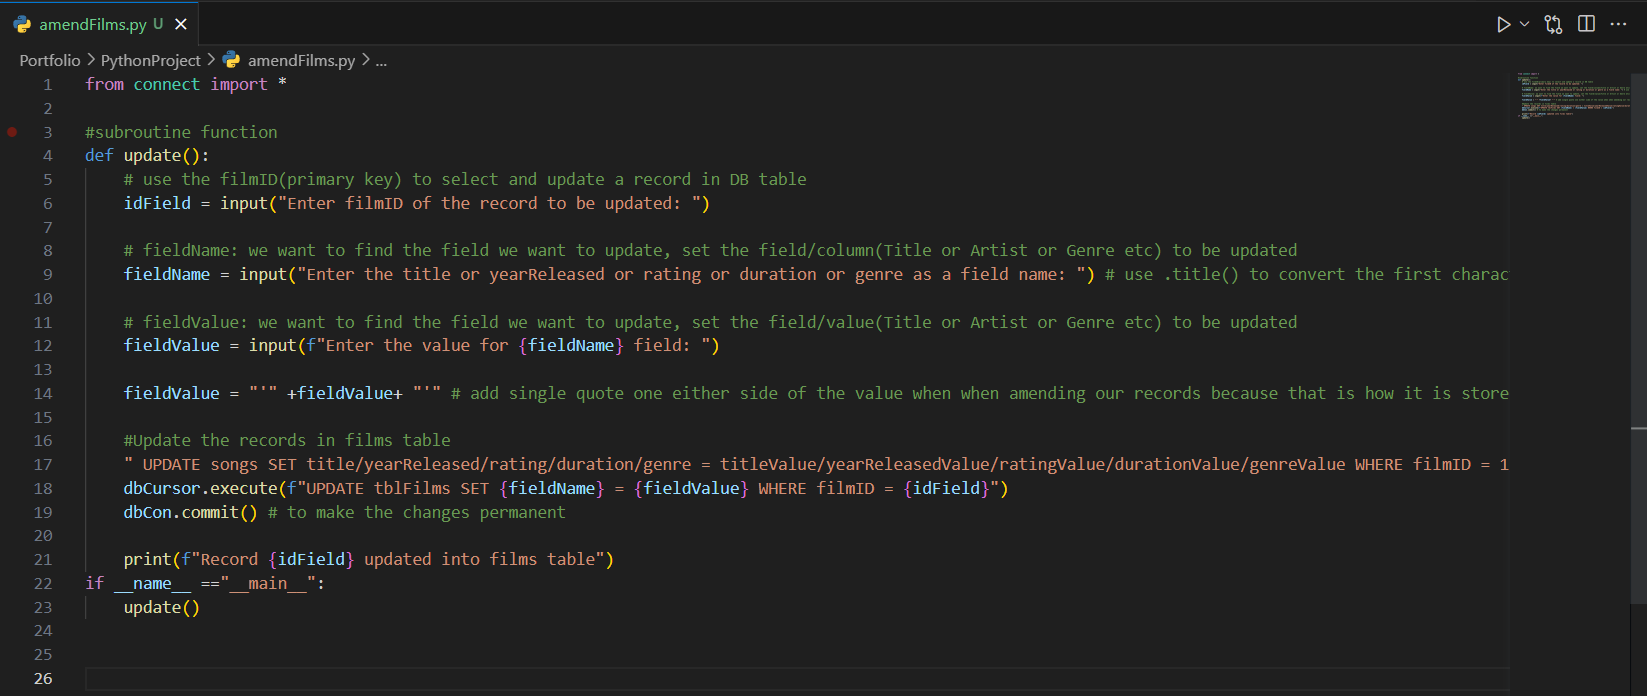 amendFilms.py U
Portfolio > PythonProject > amendFilms.py > ...
1 from connect import *
2
3 #subroutine function
4 def update():
5 # use the filmID(primary key) to select and update a record in DB table
6 idField = input("Enter filmID of the record to be updated: ")
7
8 # fieldName: we want to find the field we want to update, set the field/column(Title or Artist or Genre etc) to be updated
9 fieldName = input("Enter the title or yearReleased or rating or duration or genre as a field name: ") # use .title() to convert the first charac
10
11 # fieldValue: we want to find the field we want to update, set the field/value(Title or Artist or Genre etc) to be updated
12 fieldValue = input(f"Enter the value for {fieldName} field: ")
13
14 fieldValue = "'" +fieldValue+ "'" # add single quote one either side of the value when when amending our records because that is how it is store
15
16 #Update the records in films table
17 " UPDATE songs SET title/yearReleased/rating/duration/genre = titleValue/yearReleasedValue/ratingValue/durationValue/genreValue WHERE filmID = 1
18 dbCursor.execute(f"UPDATE tblFilms SET {fieldName} = {fieldValue} WHERE filmID = {idField}")
19 dbCon.commit() # to make the changes permanent
20
21 print(f"Record {idField} updated into films table")
22 if __name__ =="__main__":
23 update()
24
25
26